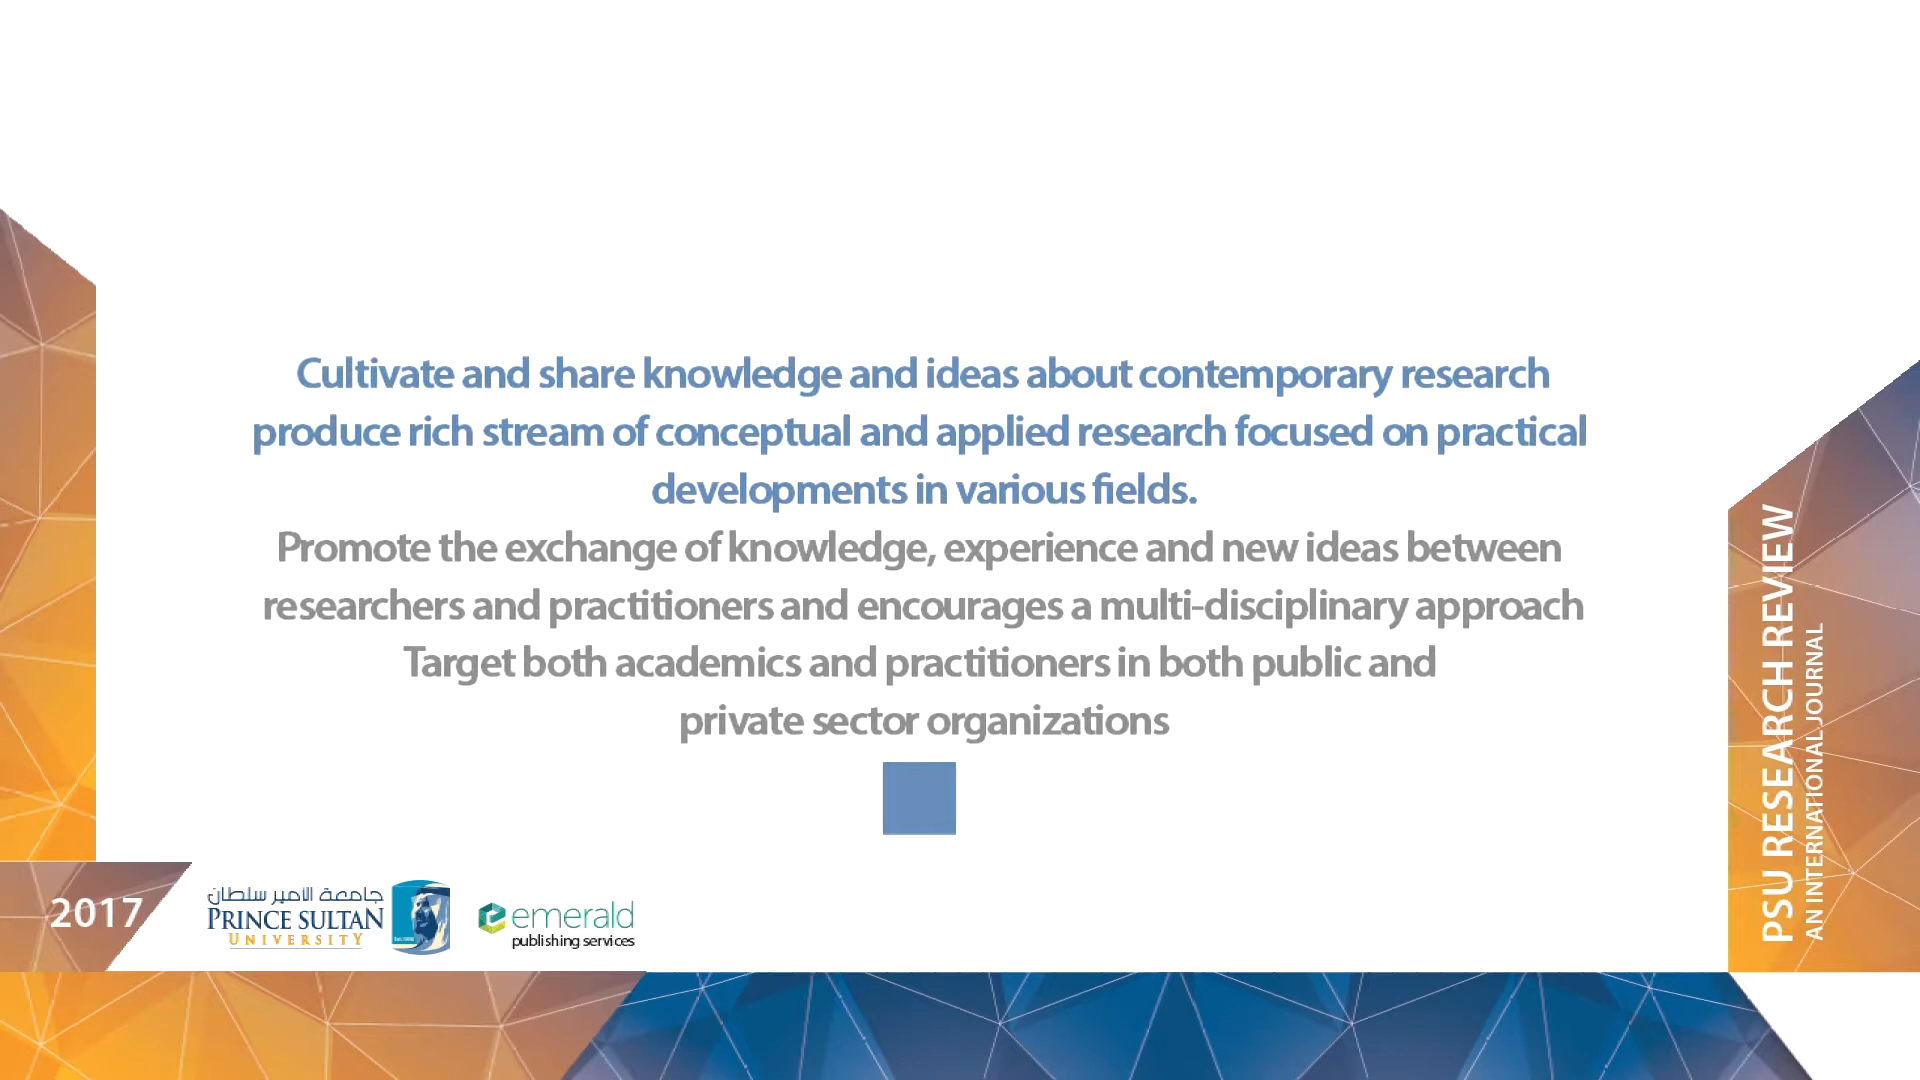 Cultivate and share knowledge and ideas about contemporary research
produce rich stream of conceptual and applied research focused on practical
developments in various fields.
Promote the exchange of knowledge, experience and new ideas between
researchers and practitioners and encourages a multi-disciplinary approach
Target both academics and practitioners in both public and
private sector organizations
PSU RESEARCH REVIEW
AN INTERNATIONAL JOURNAL
2017
جامعة الامير سلطان
PRINCE SULTAN
UNIVERSITY
emerald
publishing services